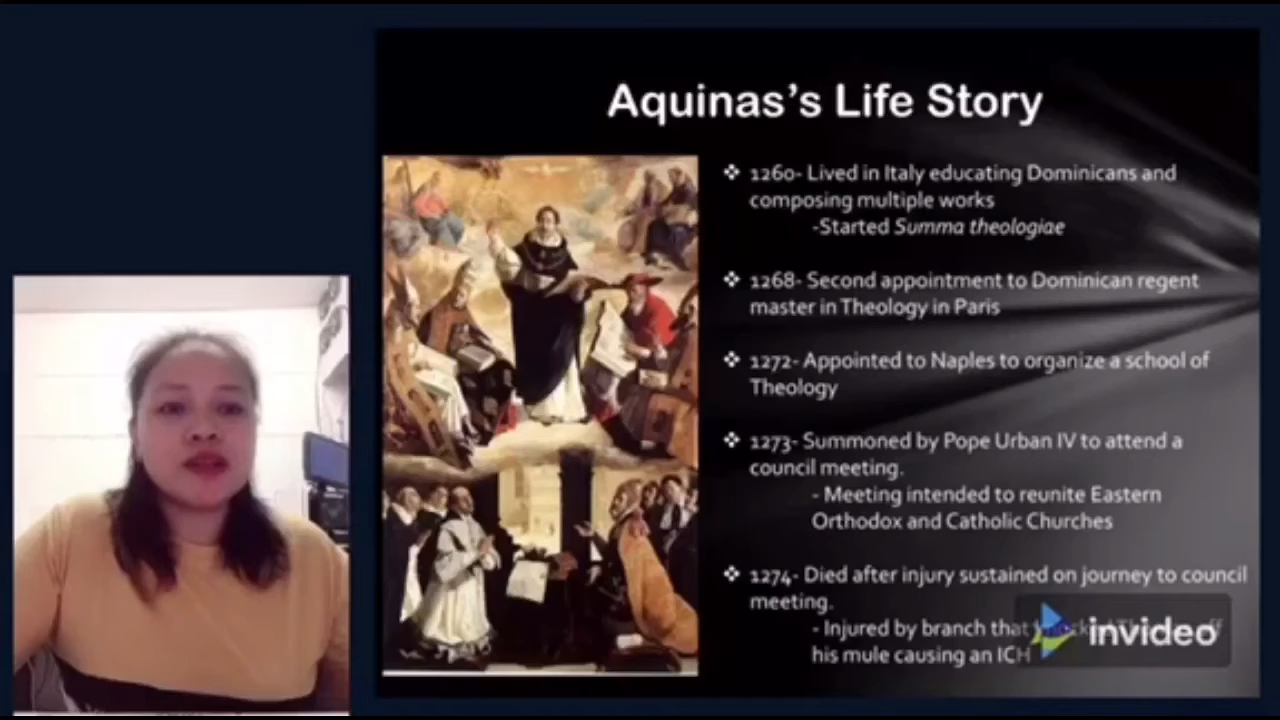 Aquinas's Life Story
❖ 1260- Lived in Italy educating Dominicans and
composing multiple works
-Started Summa theologiae
❖ 1268- Second appointment to Dominican regent
master in Theology in Paris
❖ 1272- Appointed to Naples to organize a school of
Theology
❖ 1273- Summoned by Pope Urban IV to attend a
council meeting.
- Meeting intended to reunite Eastern
Orthodox and Catholic Churches
❖ 1274- Died after injury sustained on journey to council
meeting.
- Injured by branch that
his mule causing an ICH
invideo